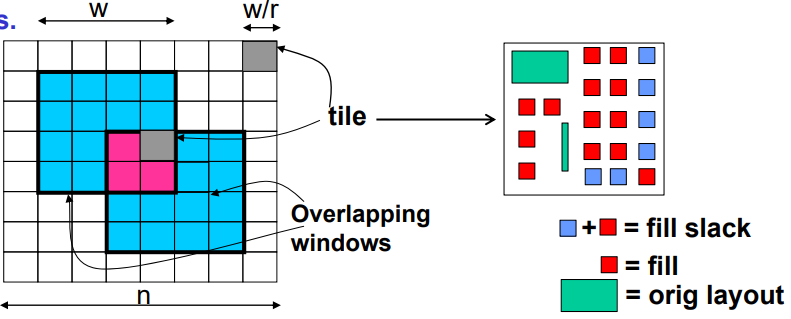 s.
w
w/r
tile
Overlapping
windows
n
+ = fill slack
= fill
= orig layout